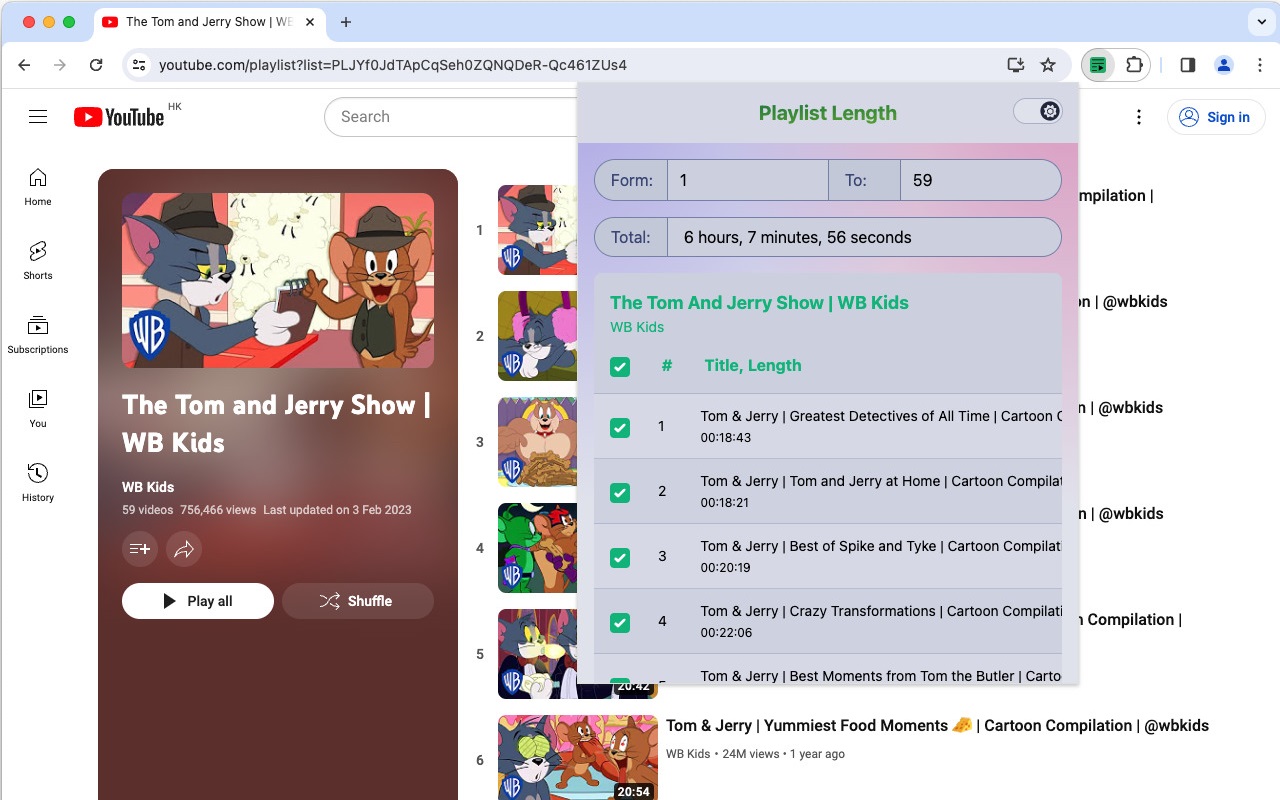 The Tom and Jerry Show | WB
youtube.com/playlist?list=PLJYf0JdTApCqSeh0ZQNQDeR-Qc461ZUs4
YouTube HK
Search
Sign in
Home
Shorts
Subscriptions
You
History
WB
The Tom and Jerry Show |
WB Kids
WB Kids
59 videos 756,466 views Last updated on 3 Feb 2023
Play all
Shuffle
Playlist Length
Form: 1 To: 59
Total: 6 hours, 7 minutes, 56 seconds
The Tom And Jerry Show | WB Kids
WB Kids
# Title, Length
1 Tom & Jerry | Greatest Detectives of All Time | Cartoon
00:18:43
2 Tom & Jerry | Tom and Jerry at Home | Cartoon Compilat
00:18:21
3 Tom & Jerry | Best of Spike and Tyke | Cartoon Compilati
00:20:19
4 Tom & Jerry | Crazy Transformations | Cartoon Compilati
00:22:06
Tom & Jerry | Best Moments from Tom the Butler | Carto
1
WB
mpilation |
2
WB
n | @wbkids
3
WB
n | @wbkids
4
WB
n | @wbkids
5
WB
20:42
n Compilation |
6
WB
20:54
Tom & Jerry | Yummiest Food Moments 🧀 | Cartoon Compilation | @wbkids
WB Kids • 24M views • 1 year ago